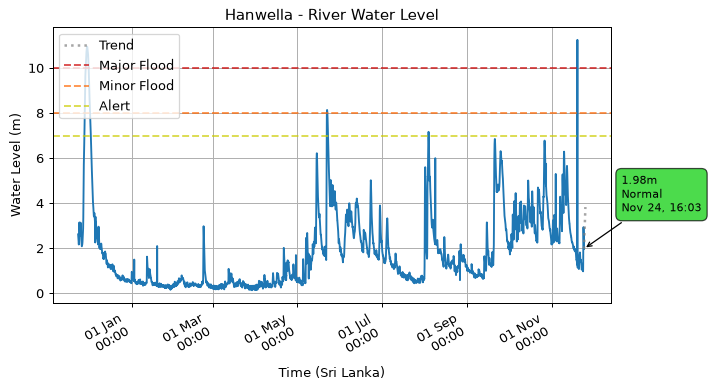 Hanwella - River Water Level
Trend
Major Flood
Minor Flood
Alert
Water Level (m)
10
8
6
4
2
0
1.98m
Normal
Nov 24, 16:03
01 Jan
00:00
01 Mar
00:00
01 May
00:00
01 Jul
00:00
01 Sep
00:00
01 Nov
00:00
Time (Sri Lanka)